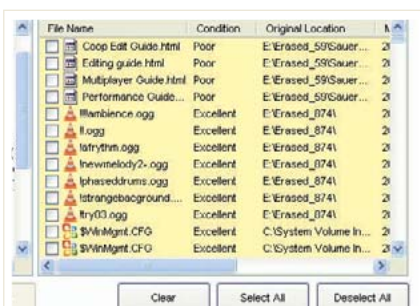 File Name Condition Original Location
Coop Edit Guide.html Poor E:\Erased_59\Sauer...
Editing guide.html Poor E:\Erased_59\Sauer...
Multiplayer Guide.html Poor E:\Erased_59\Sauer...
Performance Guide... Poor E:\Erased_59\Sauer...
!!!ambience.ogg Excellent E:\Erased_874\
Excellent E:\Erased_874\
!afrythm.ogg Excellent E:\Erased_874\
!newmelody2-.ogg Excellent E:\Erased_874\
!phaseddrums.ogg Excellent E:\Erased_874\
!strangebacground.... Excellent E:\Erased_874\
!try03.ogg Excellent E:\Erased_874\
$WinMgmt.CFG Excellent C:\System Volume In...
$WinMgmt.CFG Excellent C:\System Volume In...
Clear Select All Deselect All